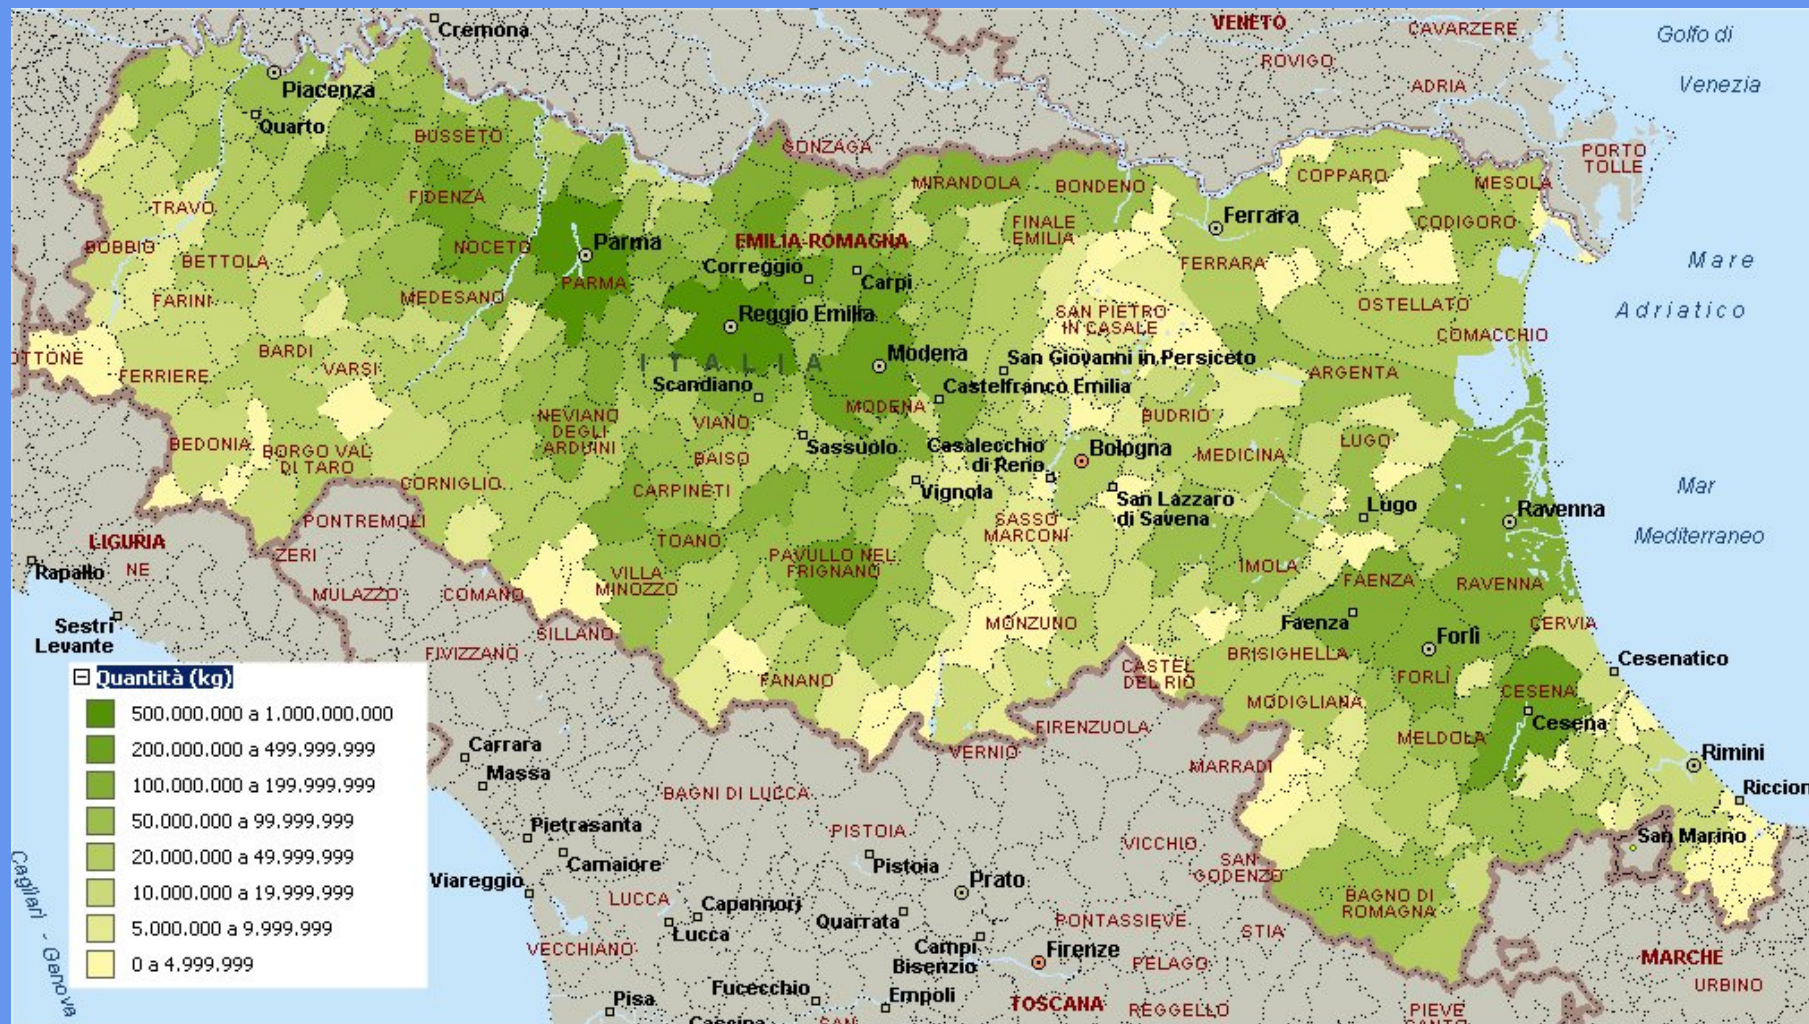 Cremona
VENETO
CAVARZERE
Golfo di
Venezia
ROVIGO
ADRIA
Piacenza
Quarto
BUSSETO
GONZAGA
PORTO
TOLLE
MIRANDOLA
BONDENO
COPPARO
MESOLA
FIDENZA
TRAVO
FINALE
EMILIA
Ferrara
CODIGORO
BOBBIO
NOCETO
Parma
EMILIA-ROMAGNA
BETTOLA
Correggio
Carpi
FERRARA
Mare
Adriatico
FARINI
MEDESANO
PARMA
Reggio Emilia
SAN PIETRO
IN CASALE
OSTELLATO
COMACCHIO
OTTONE
BARDI
VARSI
ITALIA
Modena
San Giovanni in Persiceto
FERRIERE
Scandiano
Castelfranco Emilia
ARGENTA
NEVIANO
DEGLI
ARDUINI
VIANO
MODENA
BUDRIO
BEDONIA
BORGO VAL
DI TARO
BAISO
Sassuolo
Casalecchio
di Reno
Bologna
MEDICINA
LUGO
CORNIGLIO
CARPINETI
Vignola
San Lazzaro
di Savena
Lugo
Ravenna
Mar
Mediterraneo
PONTREMOLI
SASSO
MARCONI
LIGURIA
ZERI
TOANO
PAVULLO NEL
FRIGNANO
Rapallo
NE
VILLA
MINOZZO
IMOLA
FAENZA
RAVENNA
MULAZZO
COMANO
Sestri
Levante
SILLANO
MONZUNO
Faenza
Forlì
CERVIA
FIVIZZANO
BRISIGHELLA
Cesenatico
Quantità (kg)
FANANO
CASTEL
DEL RIO
FORLÌ
CESENA
500.000.000 a 1.000.000.000
MODIGLIANA
Cesena
200.000.000 a 499.999.999
Carrara
VERNIO
FIRENZUOLA
MELDOLA
Massa
MARRADI
Rimini
100.000.000 a 199.999.999
BAGNI DI LUCCA
Riccion
50.000.000 a 99.999.999
Pietrasanta
PISTOIA
San Marino
20.000.000 a 49.999.999
Camaiore
Pistoia
VICCHIO
SAN
GODENZO
10.000.000 a 19.999.999
Viareggio
Prato
BAGNO DI
ROMAGNA
LUCCA
Capannori
Quarrata
PONTASSIEVE
5.000.000 a 9.999.999
Lucca
STIA
VECCHIANO
Campi
Bisenzio
Firenze
PELAGO
MARCHE
0 a 4.999.999
URBINO
Cagliari - Genova
Pisa
Fucecchio
Empoli
TOSCANA
REGGELLO
PIEVE
SANTO
Cascina
SAN